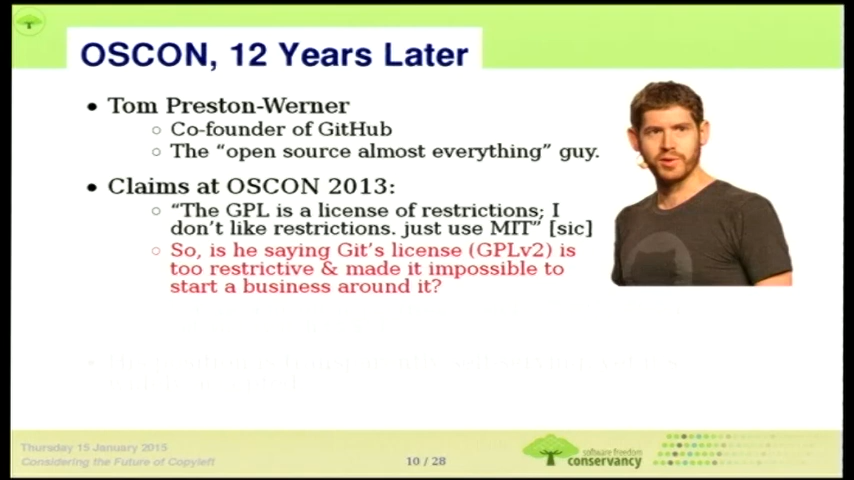 OSCON, 12 Years Later
• Tom Preston-Werner
◦ Co-founder of GitHub
◦ The “open source almost everything” guy.
• Claims at OSCON 2013:
◦ “The GPL is a license of restrictions; I
don’t like restrictions. just use MIT” [sic]
◦ So, is he saying Git’s license (GPLv2) is
too restrictive & made it impossible to
start a business around it?
Thursday 15 January 2015
Considering the Future of Copyleft
10 / 28
software freedom
conservancy